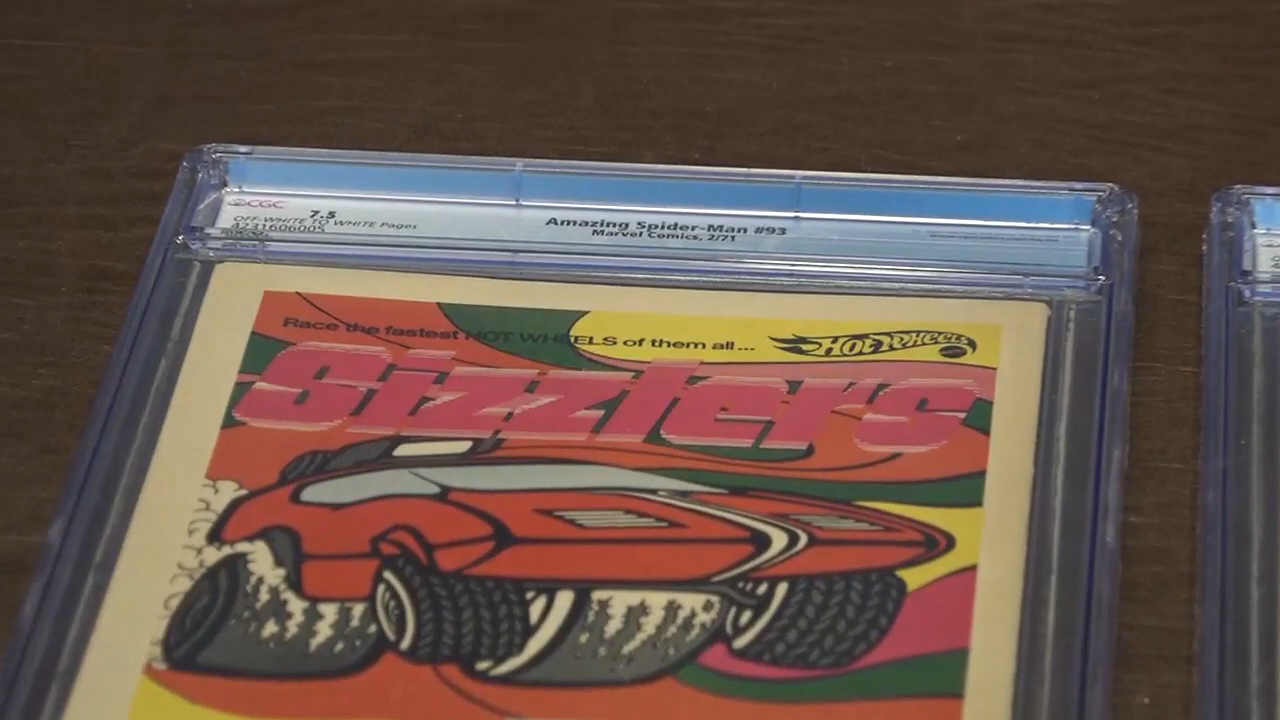 CGC
7.5
OFF-WHITE TO WHITE Pages
4231606005
Amazing Spider-Man #93
Marvel Comics, 2/71
Race the fastest HOT WHEELS of them all...
HOT WHEELS
Sizzlers